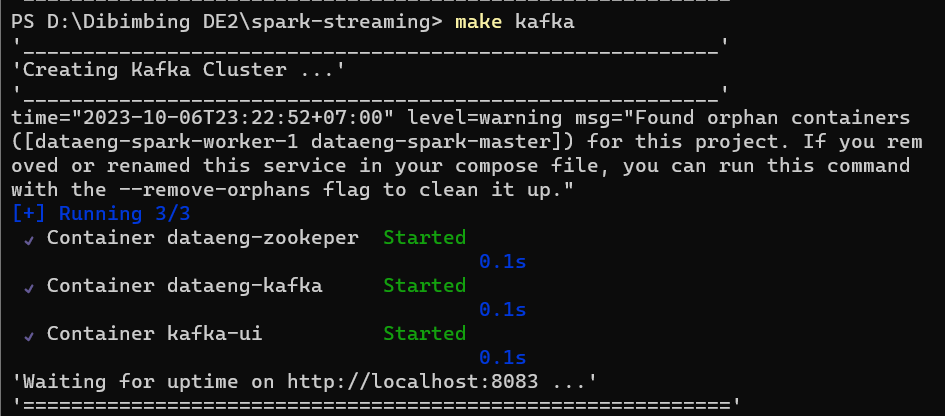 PS D:\Dibimbing DE2\spark-streaming> make kafka
'__________________________________________________________'
'Creating Kafka Cluster ...'
'__________________________________________________________'
time="2023-10-06T23:22:52+07:00" level=warning msg="Found orphan containers
([dataeng-spark-worker-1 dataeng-spark-master]) for this project. If you rem
oved or renamed this service in your compose file, you can run this command
with the --remove-orphans flag to clean it up."
[+] Running 3/3
✓ Container dataeng-zookeper Started
0.1s
✓ Container dataeng-kafka Started
0.1s
✓ Container kafka-ui Started
0.1s
'Waiting for uptime on http://localhost:8083 ...'
'==========================================================='